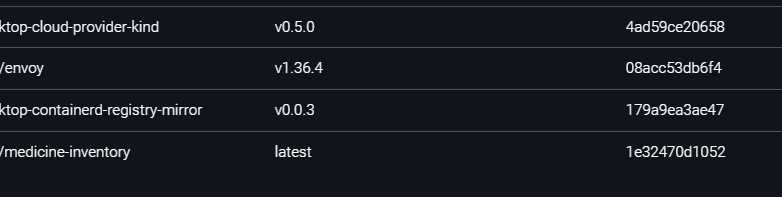 ktop-cloud-provider-kind v0.5.0 4ad59ce20658
/envoy v1.36.4 08acc53db6f4
ktop-containerd-registry-mirror v0.0.3 179a9ea3ae47
/medicine-inventory latest 1e32470d1052